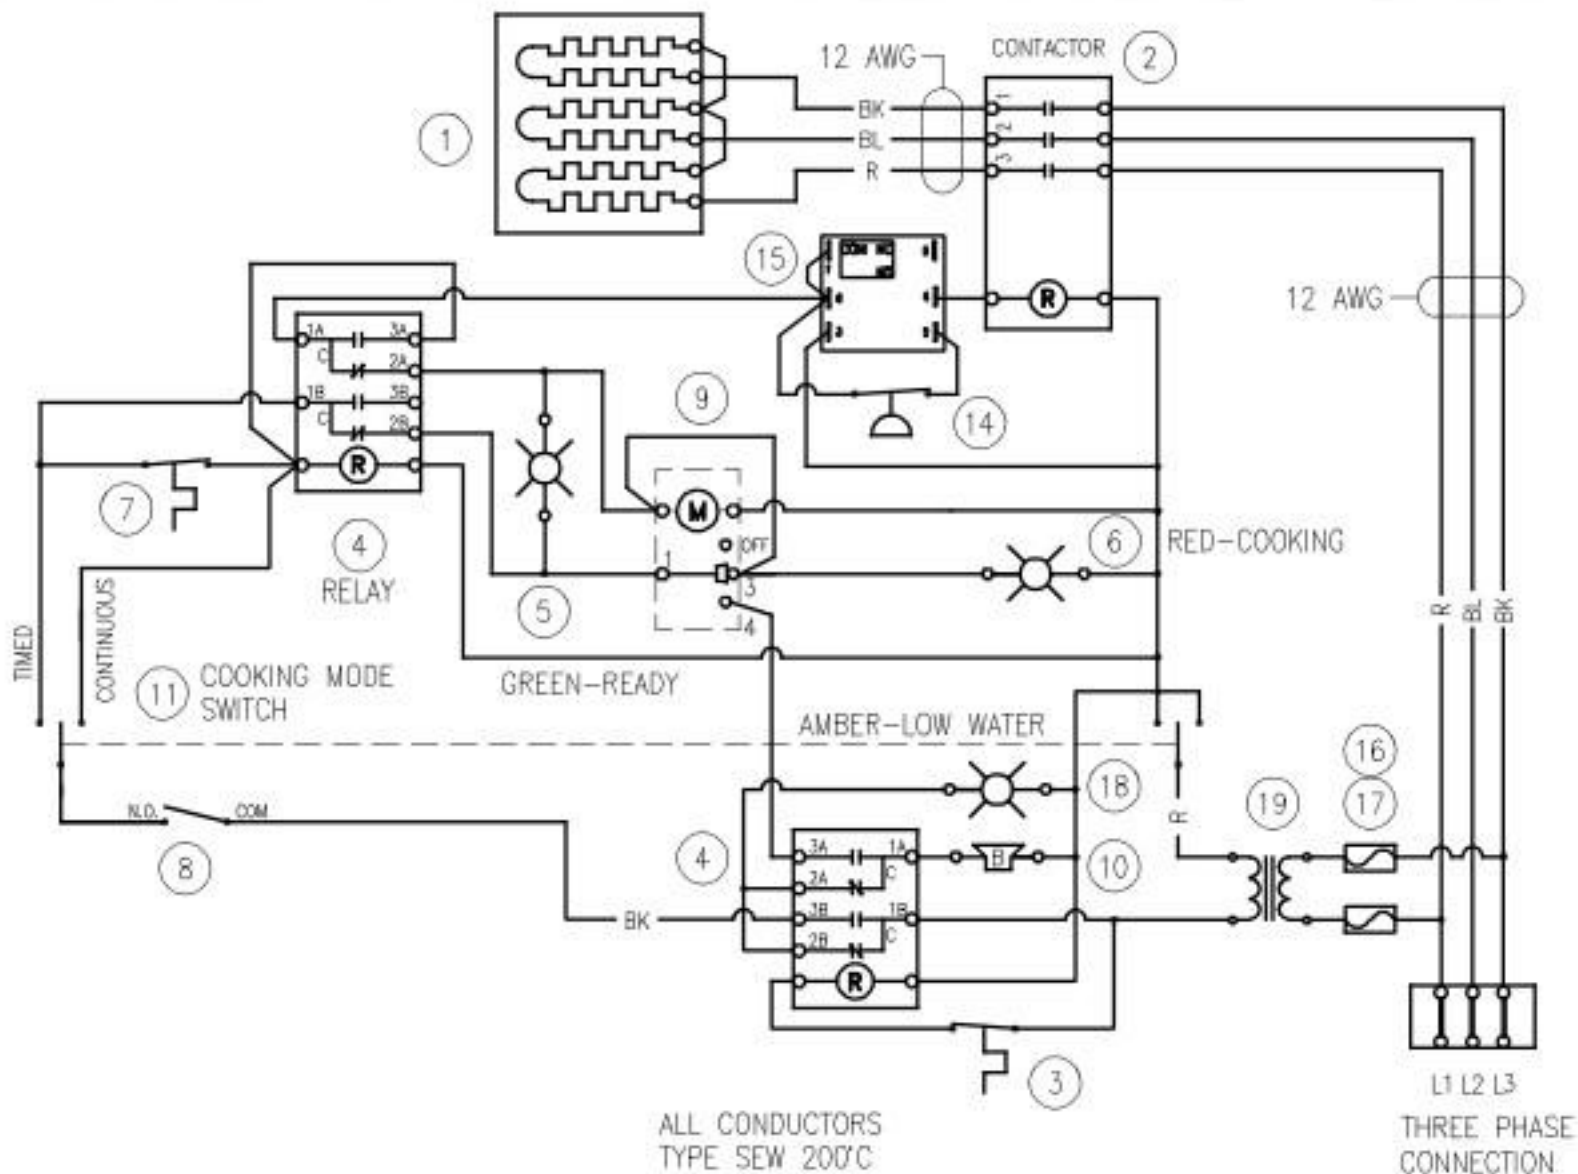 12 AWG
CONTACTOR
2
1
BK
BL
R
1
2
3
15
COM NC
NO
R
12 AWG
1A
3A
C
2A
1B
3B
C
2B
R
9
14
7
4
RELAY
M
OFF
1
3
4
5
6
RED-COOKING
R
BL
BK
TIMED
CONTINUOUS
11
COOKING MODE
SWITCH
GREEN-READY
AMBER-LOW WATER
18
16
17
19
R
N.O.
COM
8
4
3A
1A
C
2A
3B
1B
C
2B
R
B
10
BK
3
L1 L2 L3
THREE PHASE
CONNECTION
ALL CONDUCTORS
TYPE SEW 200°C